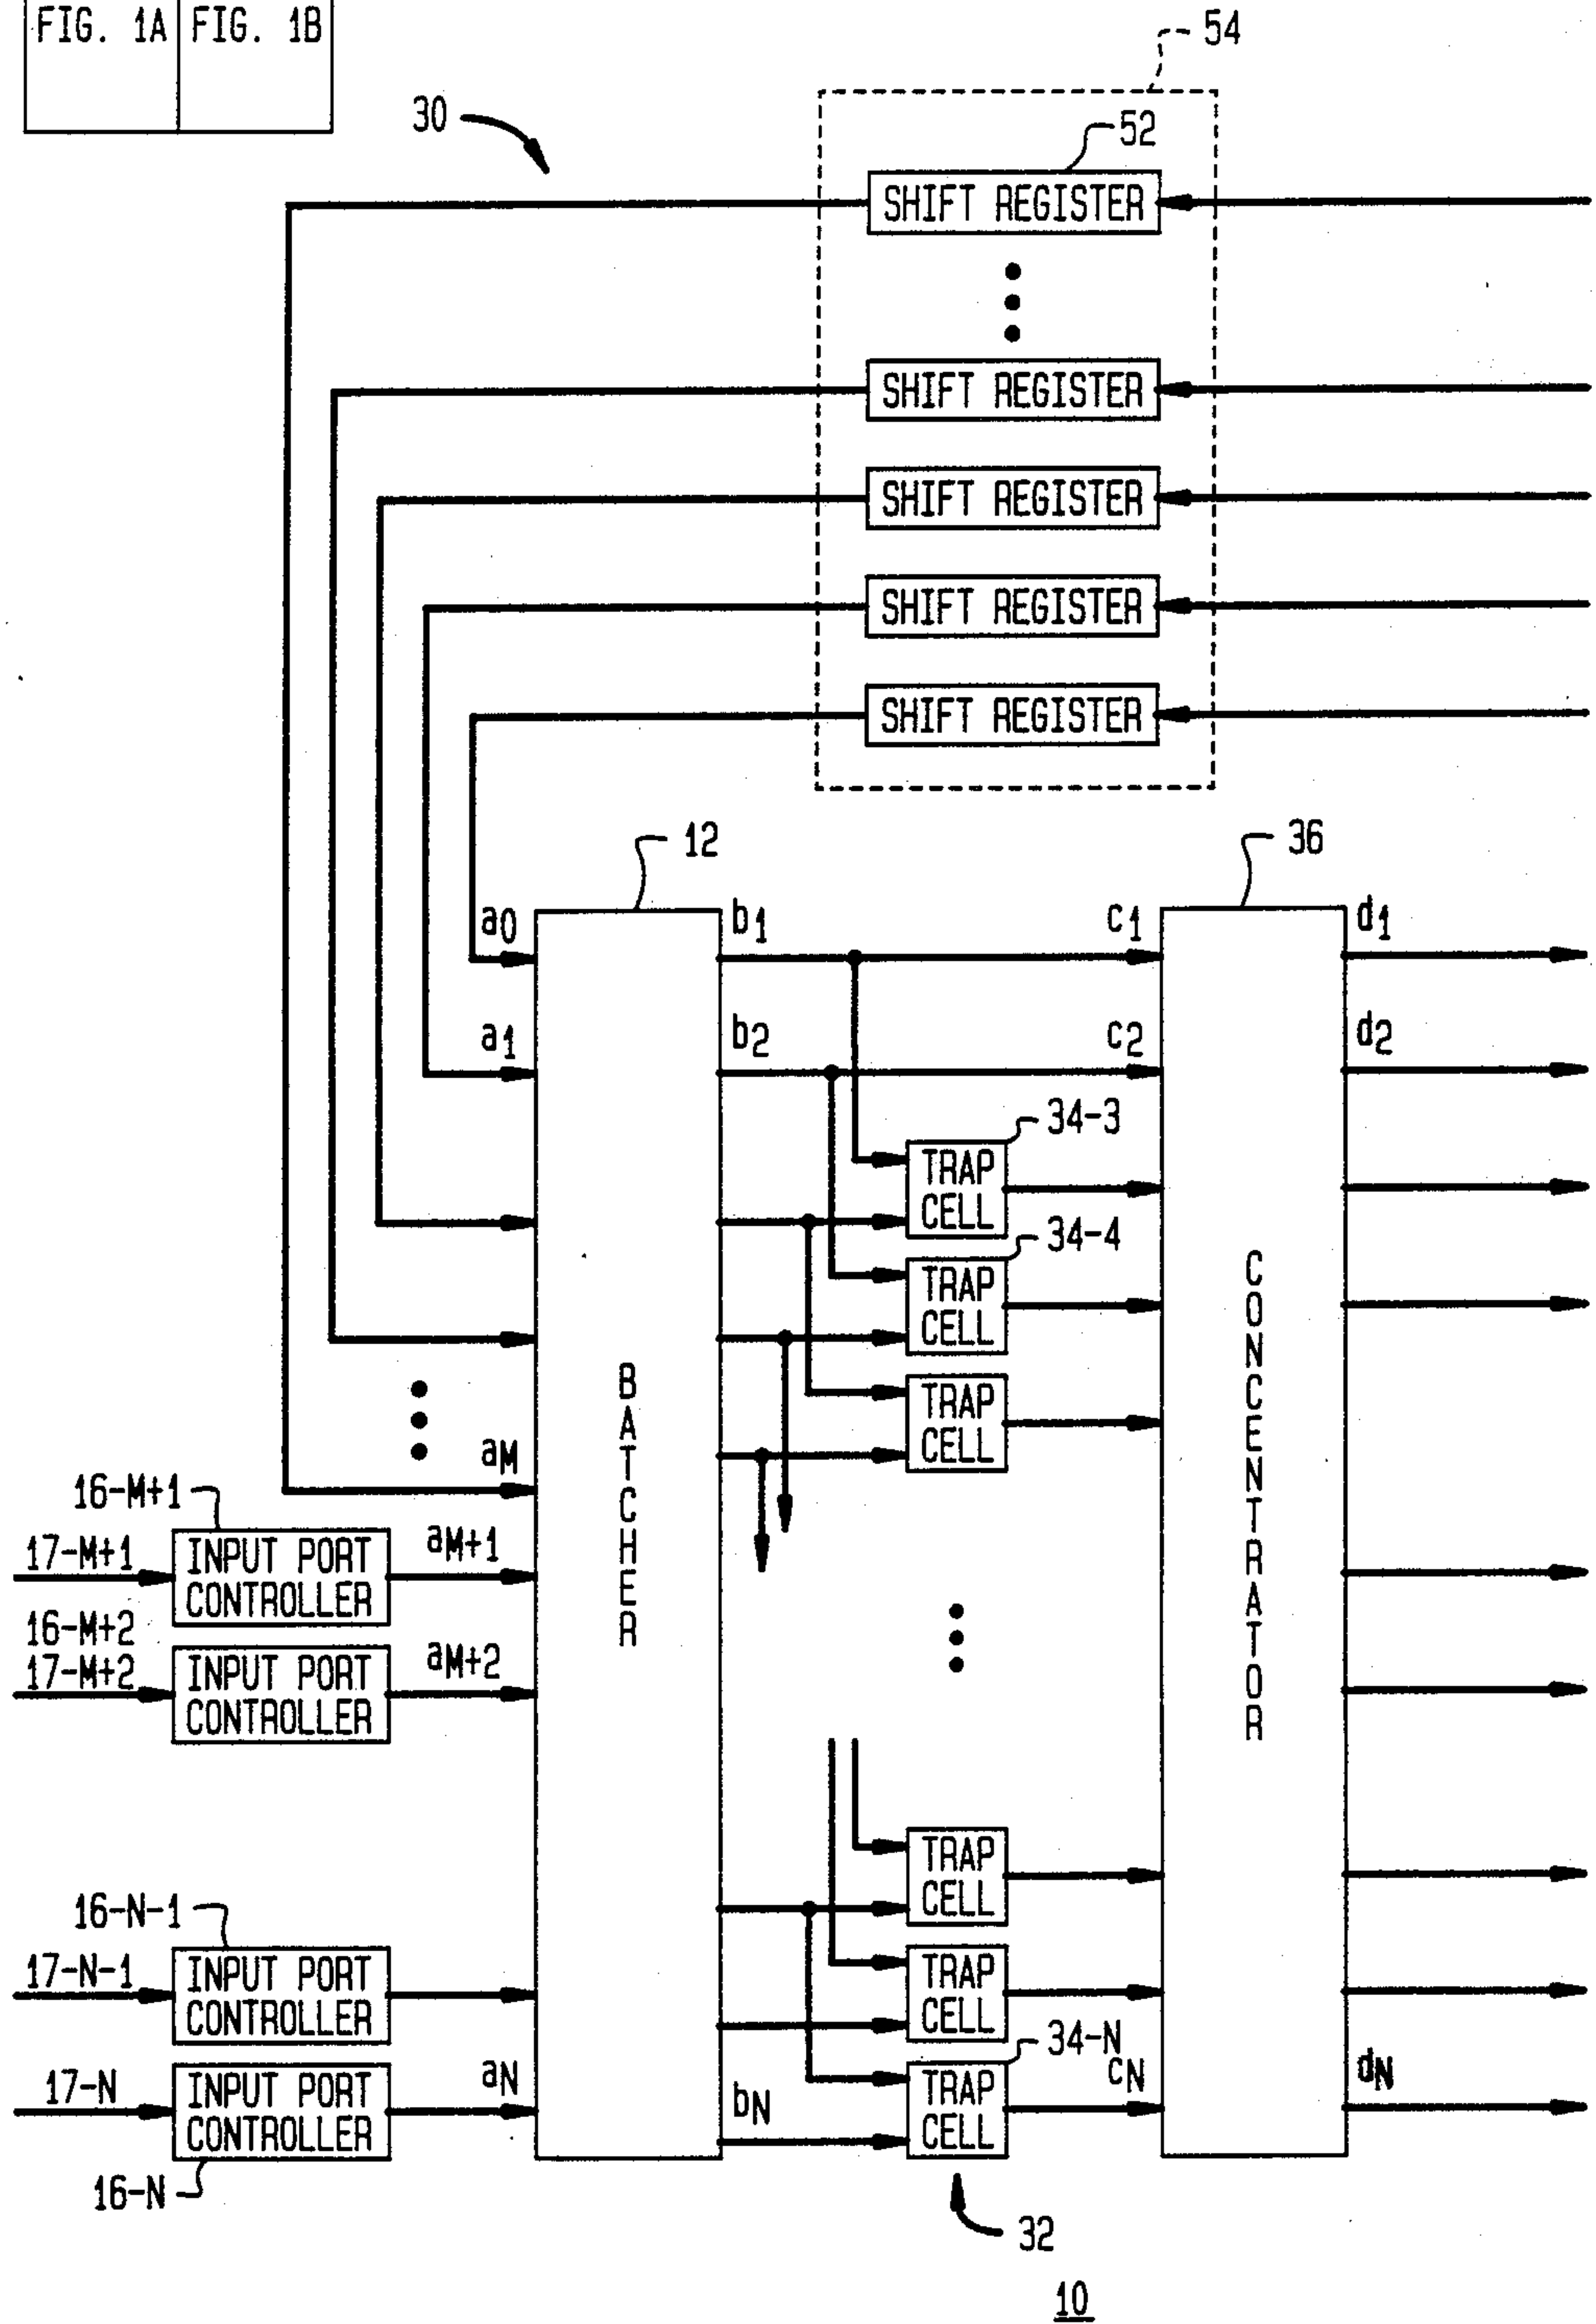 FIG. 1A FIG. 1B
54
30
52
SHIFT REGISTER
SHIFT REGISTER
SHIFT REGISTER
SHIFT REGISTER
SHIFT REGISTER
12
36
a0
b1
c1
d1
a1
b2
c2
d2
34-3
TRAP
CELL
34-4
TRAP
CELL
TRAP
CELL
BATCHER
CONCENTRATOR
aM
16-M+1
17-M+1
INPUT PORT
CONTROLLER
aM+1
16-M+2
17-M+2
INPUT PORT
CONTROLLER
aM+2
TRAP
CELL
16-N-1
17-N-1
INPUT PORT
CONTROLLER
TRAP
CELL
34-N
17-N
INPUT PORT
CONTROLLER
aN
bN
TRAP
CELL
cN
dN
16-N
32
10